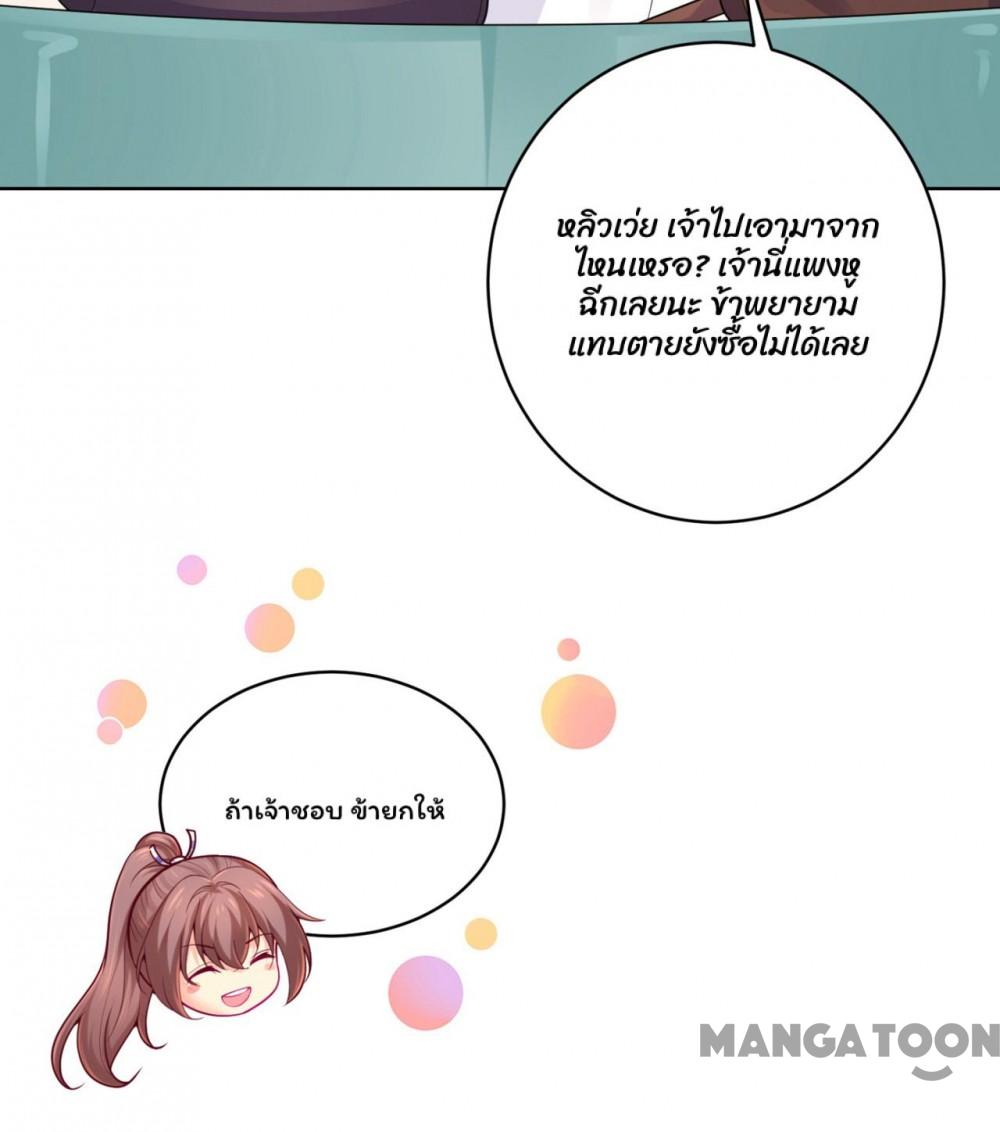 หลิวเว่ย เจ้าไปเอามาจาก
ไหนเหรอ? เจ้านี่แพงหู
ฉีกเลยนะ ข้าพยายาม
แทบตายยังซื้อไม่ได้เลย
ถ้าเจ้าชอบ ข้ายกให้
MANGATOON